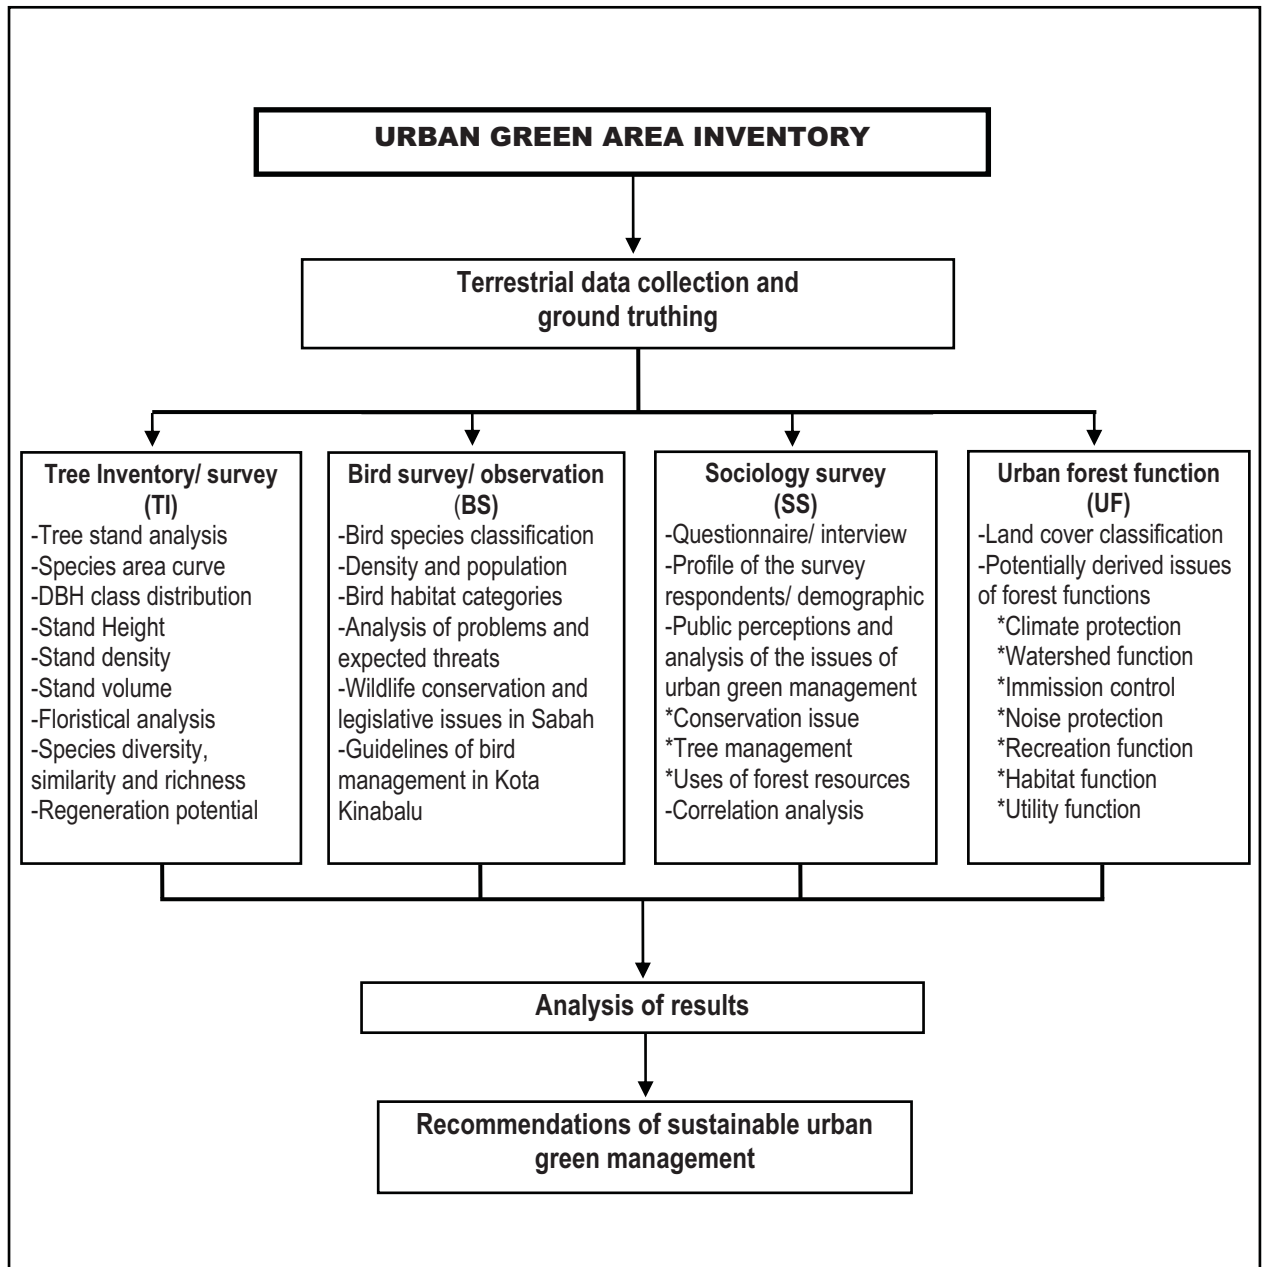 URBAN GREEN AREA INVENTORY
Terrestrial data collection and
ground truthing
Tree Inventory/ survey
(TI)
-Tree stand analysis
-Species area curve
-DBH class distribution
-Stand Height
-Stand density
-Stand volume
-Floristical analysis
-Species diversity,
similarity and richness
-Regeneration potential
Bird survey/ observation
(BS)
-Bird species classification
-Density and population
-Bird habitat categories
-Analysis of problems and
expected threats
-Wildlife conservation and
legislative issues in Sabah
-Guidelines of bird
management in Kota
Kinabalu
Sociology survey
(SS)
-Questionnaire/ interview
-Profile of the survey
respondents/ demographic
-Public perceptions and
analysis of the issues of
urban green management
*Conservation issue
*Tree management
*Uses of forest resources
-Correlation analysis
Urban forest function
(UF)
-Land cover classification
-Potentially derived issues
of forest functions
*Climate protection
*Watershed function
*Immission control
*Noise protection
*Recreation function
*Habitat function
*Utility function
Analysis of results
Recommendations of sustainable urban
green management